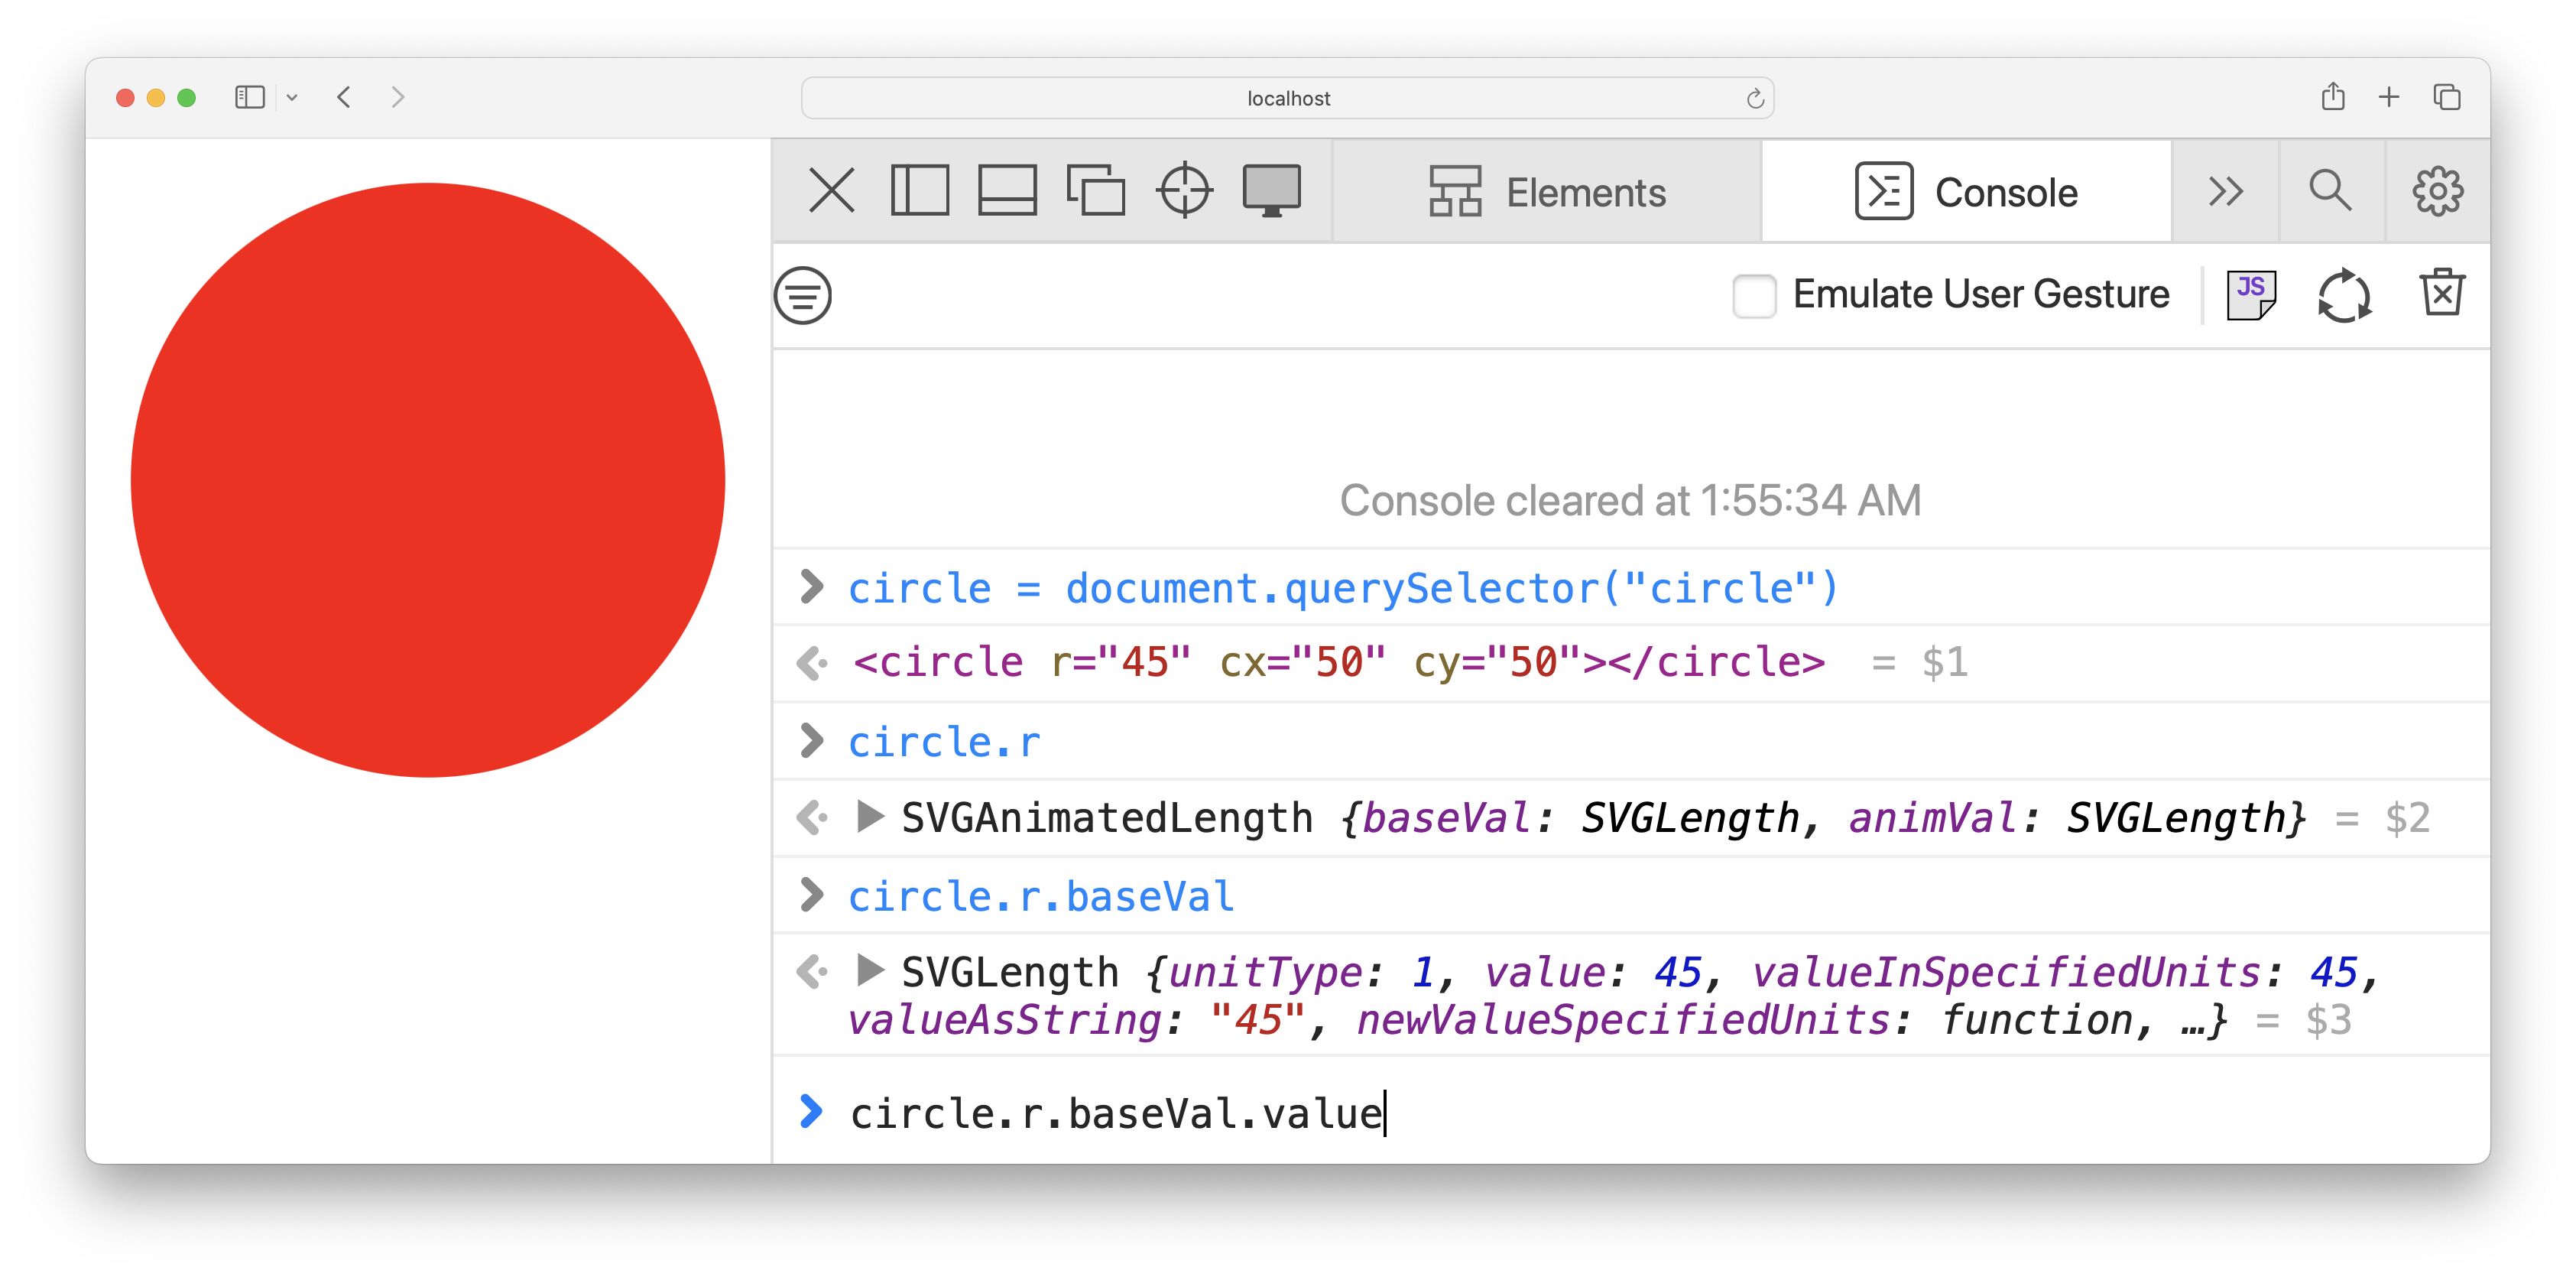 localhost
Elements
Console
Emulate User Gesture
JS
Console cleared at 1:55:34 AM
circle = document.querySelector("circle")
<circle r="45" cx="50" cy="50"></circle> = $1
circle.r
SVGAnimatedLength {baseVal: SVGLength, animVal: SVGLength} = $2
circle.r.baseVal
SVGLength {unitType: 1, value: 45, valueInSpecifiedUnits: 45,
valueAsString: "45", newValueSpecifiedUnits: function, …} = $3
circle.r.baseVal.value